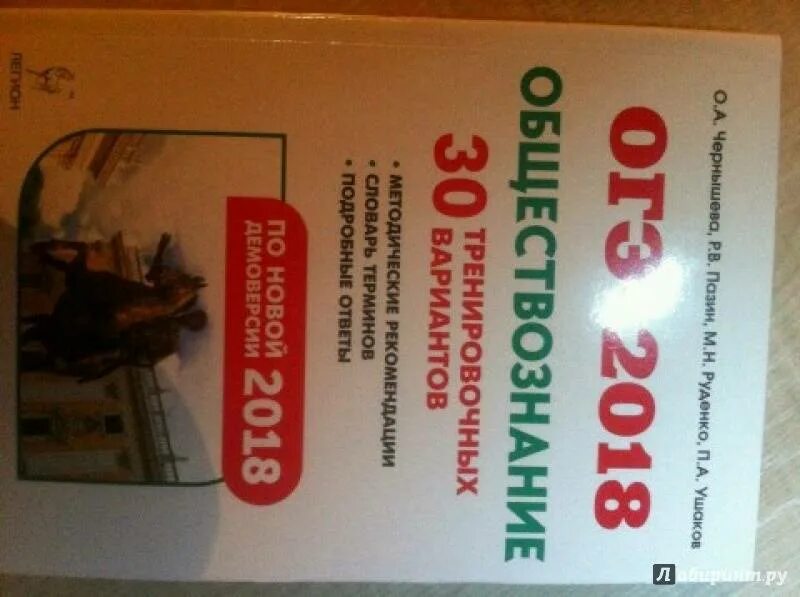 О.А. Чернышева, Р.В. Пазин, М.Н. Руденко, П.А. Ушаков
ОГЭ 2018
ОБЩЕСТВОЗНАНИЕ
30 ТРЕНИРОВОЧНЫХ
ВАРИАНТОВ
• МЕТОДИЧЕСКИЕ РЕКОМЕНДАЦИИ
• СЛОВАРЬ ТЕРМИНОВ
• ПОДРОБНЫЕ ОТВЕТЫ
ПО НОВОЙ
ДЕМОВЕРСИИ 2018
ЛЕГИОН
Лабиринт.ру